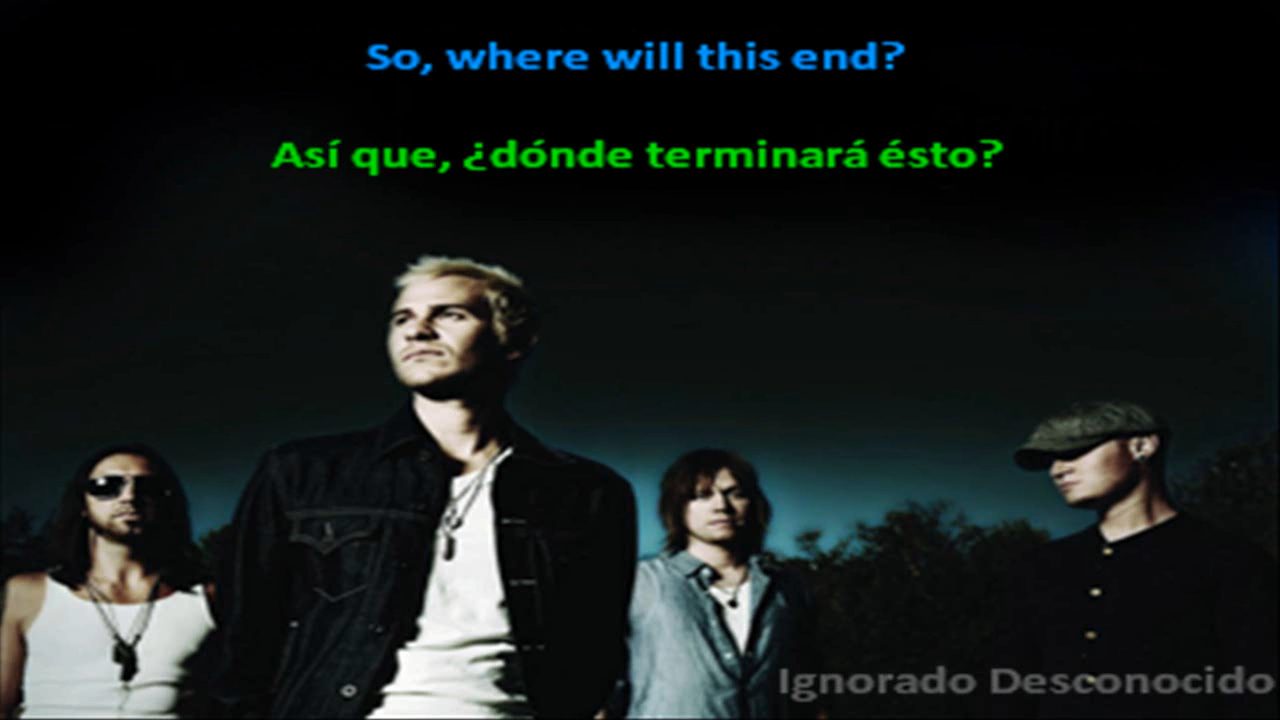 So, where will this end?
Así que, ¿dónde terminará ésto?
Ignorado Desconocido